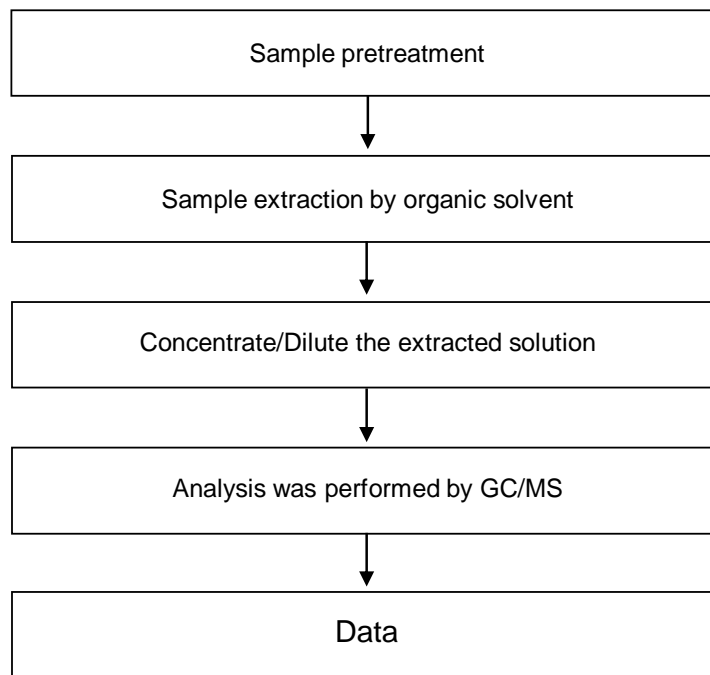 Sample pretreatment
Sample extraction by organic solvent
Concentrate/Dilute the extracted solution
Analysis was performed by GC/MS
Data